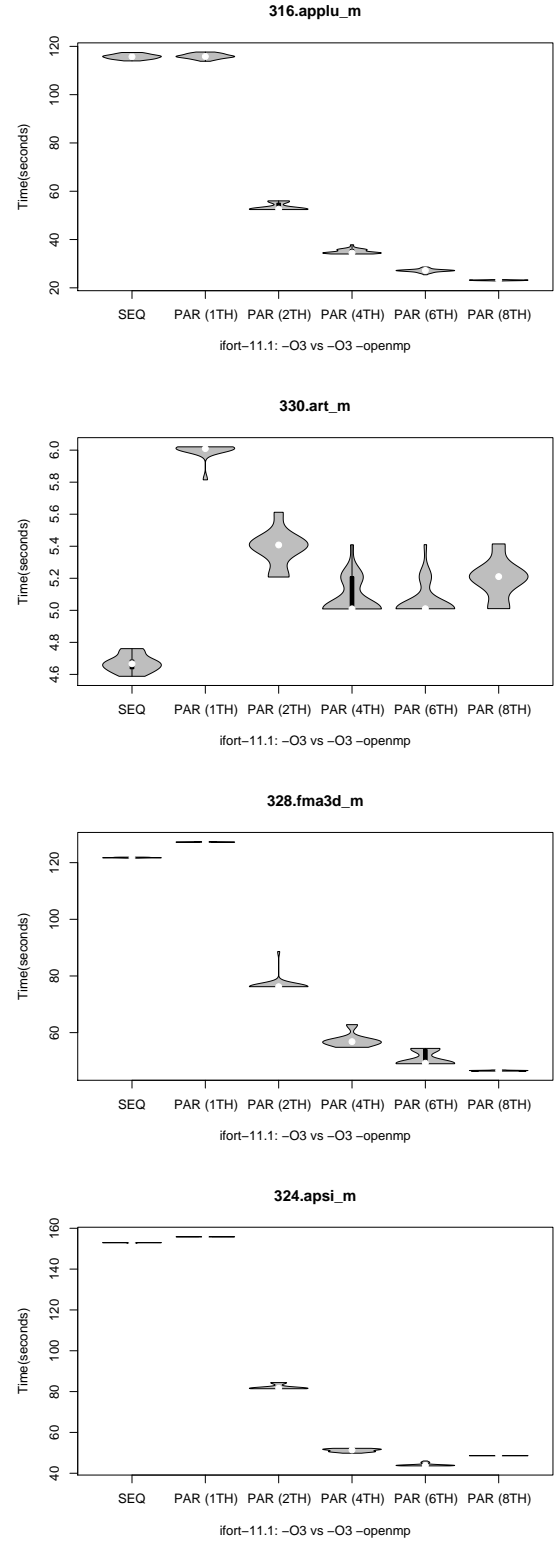 316.applu_m
Time(seconds)
120
100
80
60
40
20
SEQ PAR (1TH) PAR (2TH) PAR (4TH) PAR (6TH) PAR (8TH)
ifort−11.1: −O3 vs −O3 −openmp
330.art_m
Time(seconds)
6.0
5.8
5.6
5.4
5.2
5.0
4.8
4.6
SEQ PAR (1TH) PAR (2TH) PAR (4TH) PAR (6TH) PAR (8TH)
ifort−11.1: −O3 vs −O3 −openmp
328.fma3d_m
Time(seconds)
120
100
80
60
SEQ PAR (1TH) PAR (2TH) PAR (4TH) PAR (6TH) PAR (8TH)
ifort−11.1: −O3 vs −O3 −openmp
324.apsi_m
Time(seconds)
160
140
120
100
80
60
40
SEQ PAR (1TH) PAR (2TH) PAR (4TH) PAR (6TH) PAR (8TH)
ifort−11.1: −O3 vs −O3 −openmp